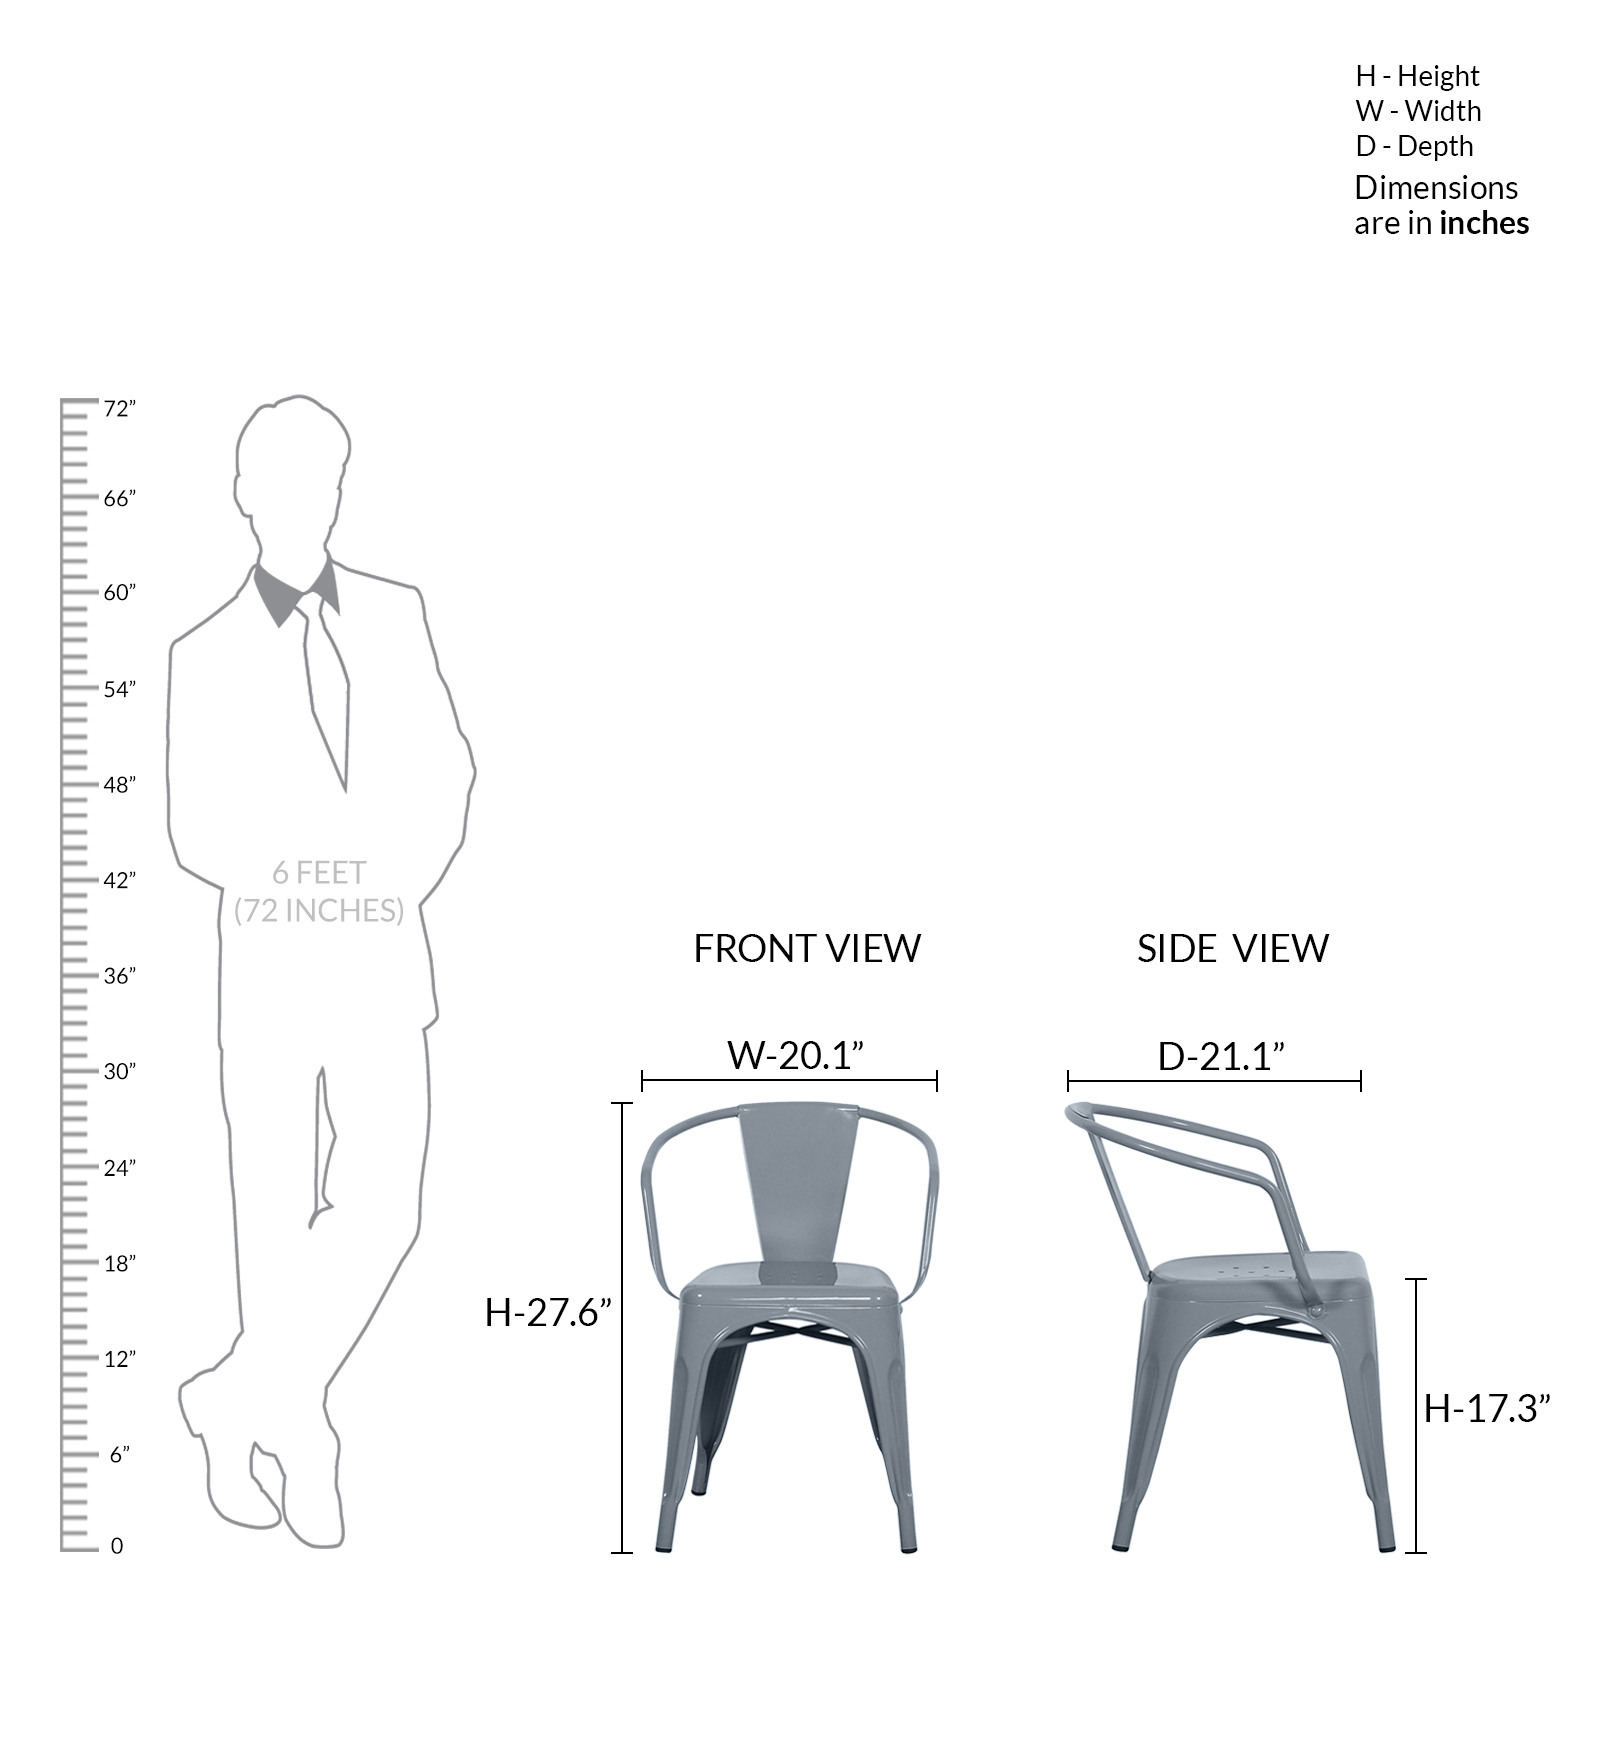 H - Height
W - Width
D - Depth
Dimensions
are in inches
72”
66”
60”
54”
48”
42”
36”
30”
24”
18”
12”
6”
0
6 FEET
(72 INCHES)
FRONT VIEW
W-20.1”
H-27.6”
SIDE VIEW
D-21.1”
H-17.3”